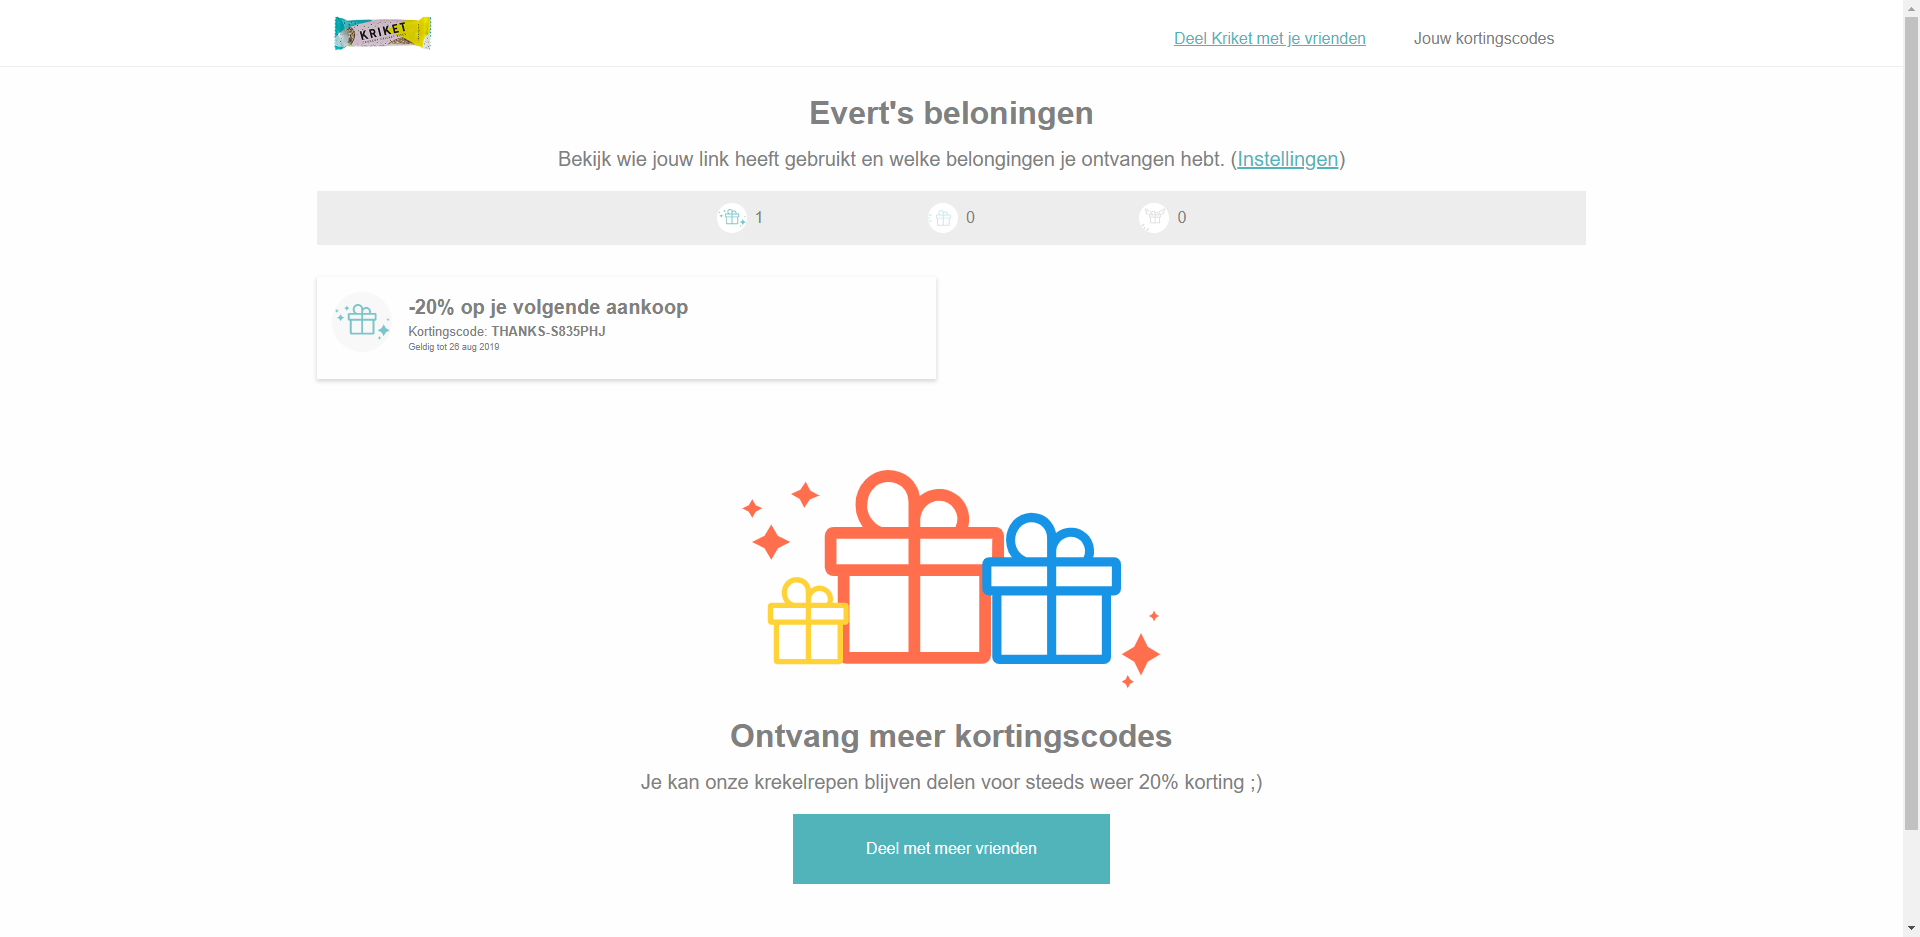 KRIKET
Deel Kriket met je vrienden
Jouw kortingscodes
Evert's beloningen
Bekijk wie jouw link heeft gebruikt en welke belongingen je ontvangen hebt. (Instellingen)
1
0
0
-20% op je volgende aankoop
Kortingscode: THANKS-S835PHJ
Geldig tot 26 aug 2019
Ontvang meer kortingscodes
Je kan onze krekelrepen blijven delen voor steeds weer 20% korting ;)
Deel met meer vrienden